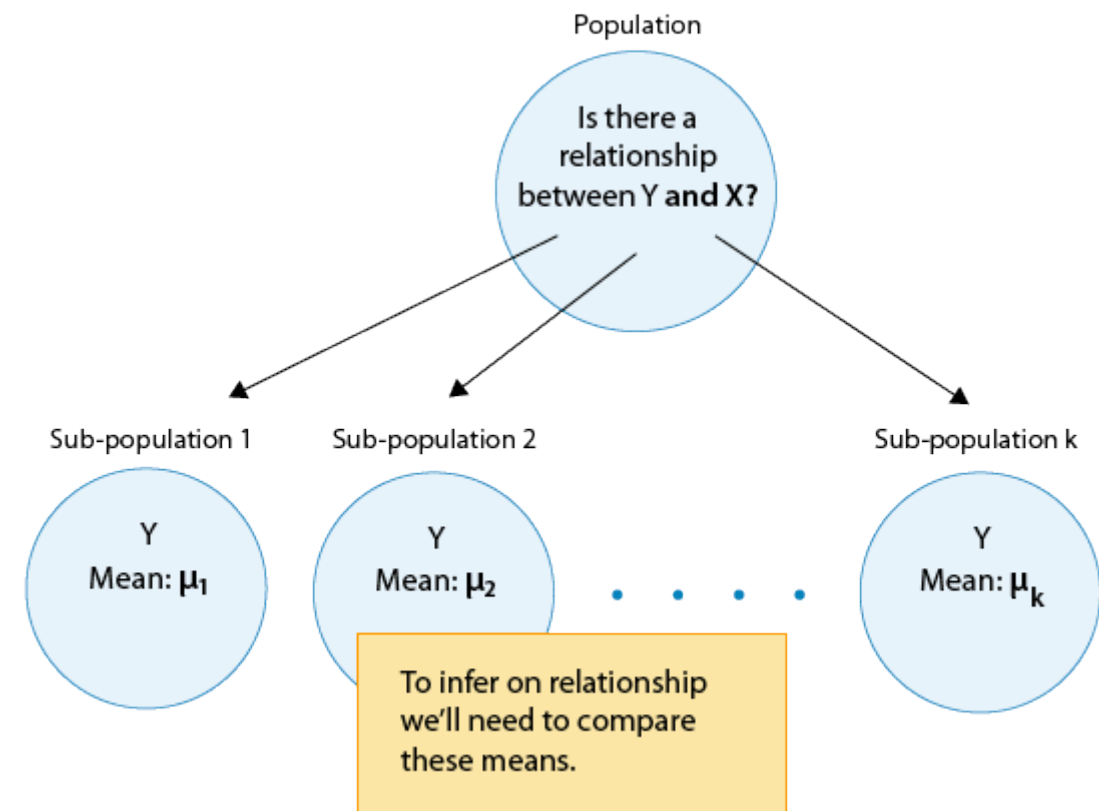 Population
Is there a
relationship
between Y and X?
Sub-population 1
Sub-population 2
Sub-population k
Y
Mean: μ₁
Y
Mean: μ₂
Y
Mean: μₖ
To infer on relationship
we'll need to compare
these means.